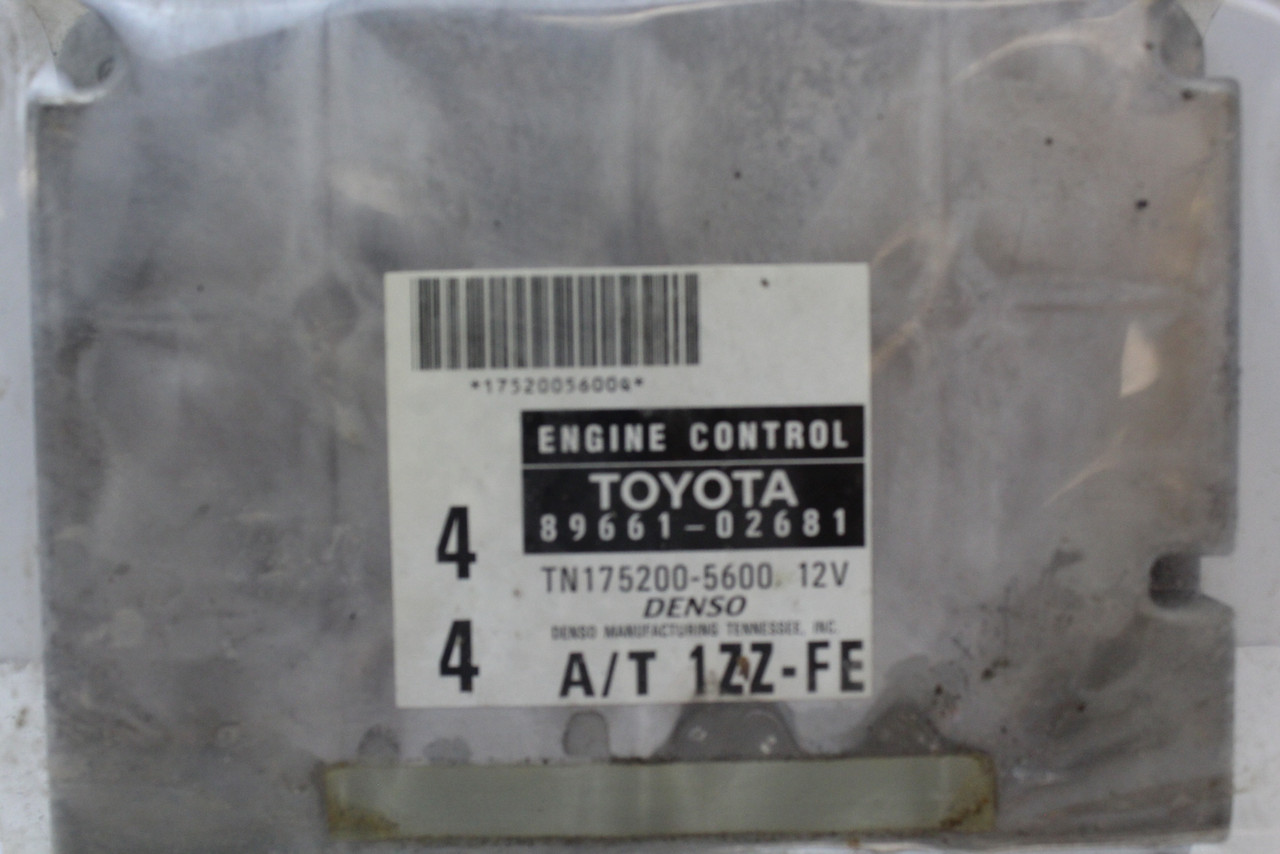 *17520056004*
ENGINE CONTROL
TOYOTA
89661-02681
4
TN175200-5600 12V
DENSO
DENSO MANUFACTURING TENNESSEE, INC.
4
A/T 1ZZ-FE